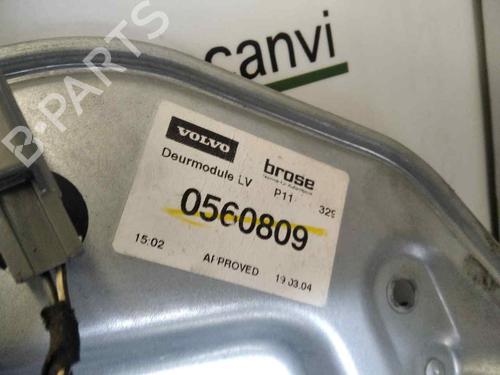 canvi
B-PARTS
VOLVO
brose
Deurmodule LV
P11 329
0560809
15:02 APPROVED 19.03.04